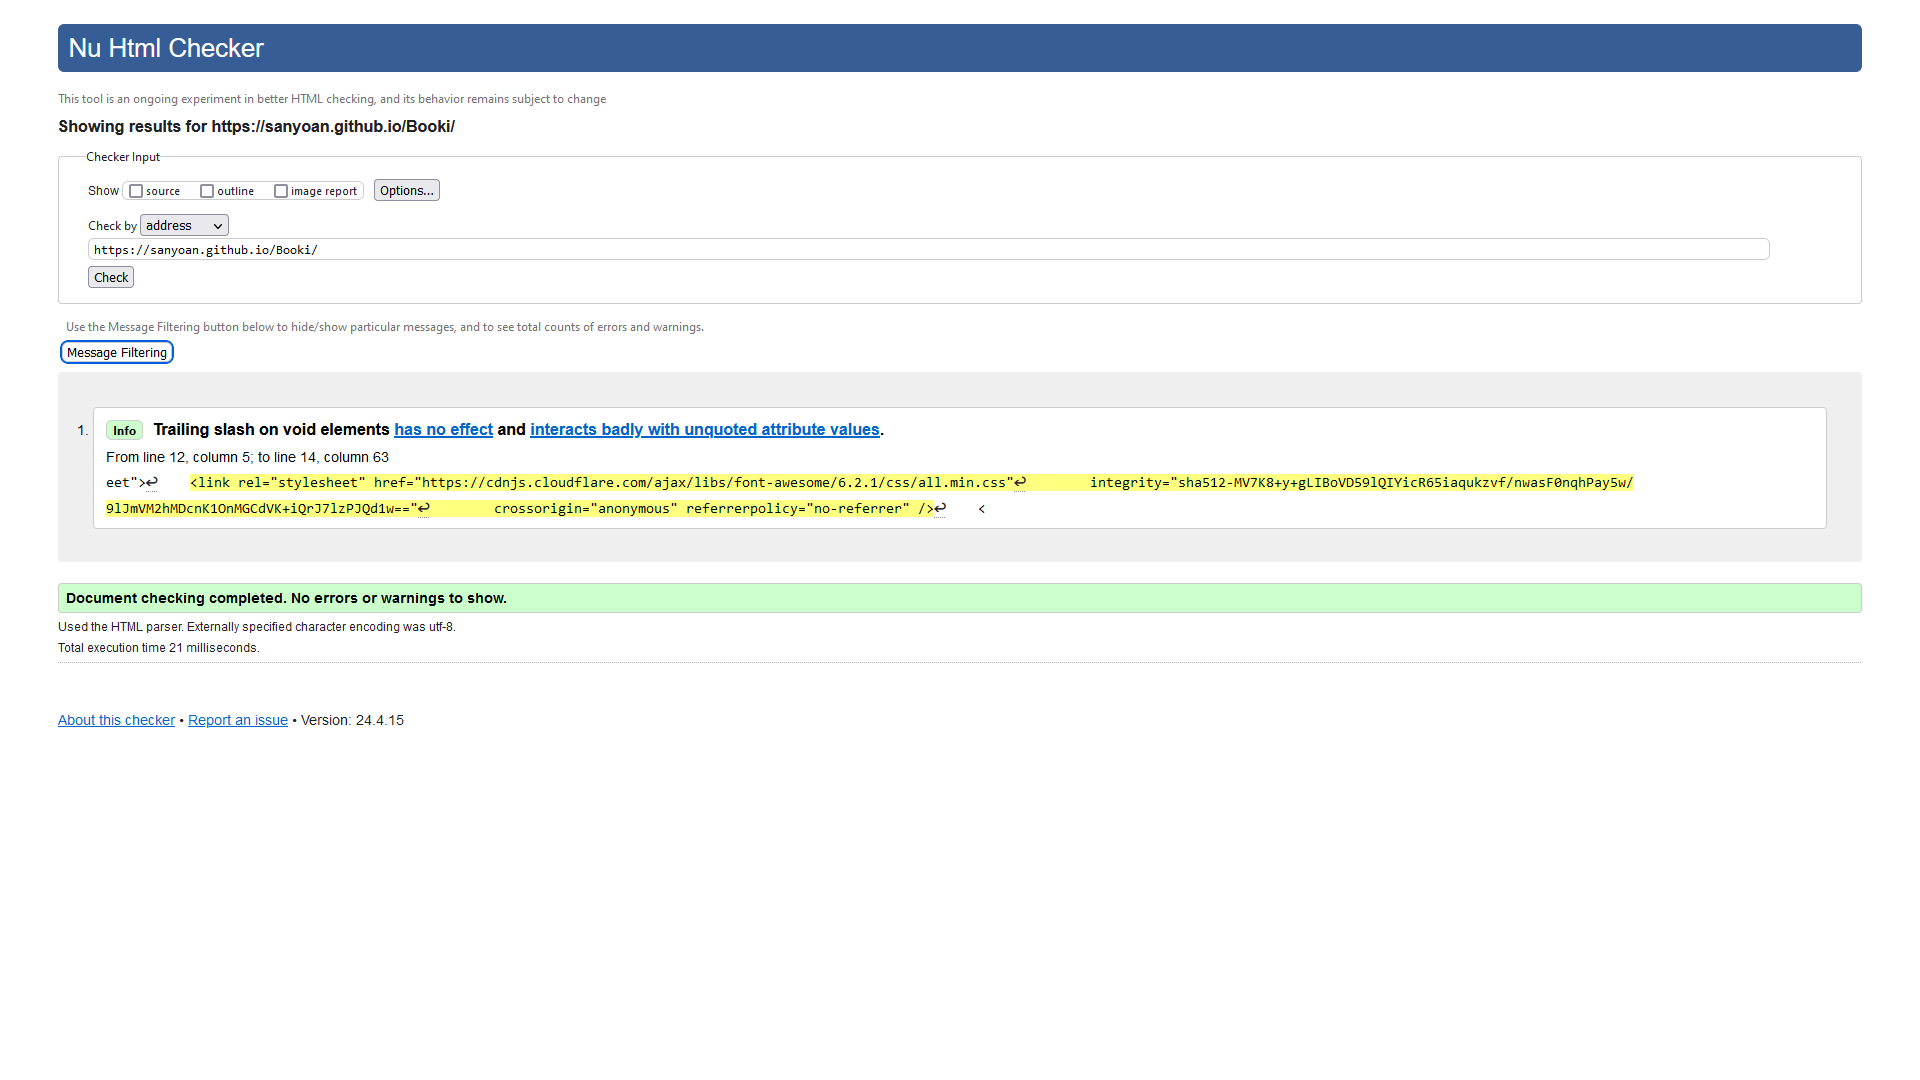 Nu Html Checker
This tool is an ongoing experiment in better HTML checking, and its behavior remains subject to change
Showing results for https://sanyoan.github.io/Booki/
Checker Input
Show source outline image report Options...
Check by address
https://sanyoan.github.io/Booki/
Check
Use the Message Filtering button below to hide/show particular messages, and to see total counts of errors and warnings.
Message Filtering
1. Info Trailing slash on void elements has no effect and interacts badly with unquoted attribute values.
From line 12, column 5; to line 14, column 63
eet">↩ <link rel="stylesheet" href="https://cdnjs.cloudflare.com/ajax/libs/font-awesome/6.2.1/css/all.min.css"↩ integrity="sha512-MV7K8+y+gLIBoVD59lQIYicR65iaqukzvf/nwasF0nqhPay5w/
9lJmVM2hMDcnK1OnMGCdVK+iQrJ7lzPJQd1w=="↩ crossorigin="anonymous" referrerpolicy="no-referrer" />↩ <
Document checking completed. No errors or warnings to show.
Used the HTML parser. Externally specified character encoding was utf-8.
Total execution time 21 milliseconds.
About this checker • Report an issue • Version: 24.4.15